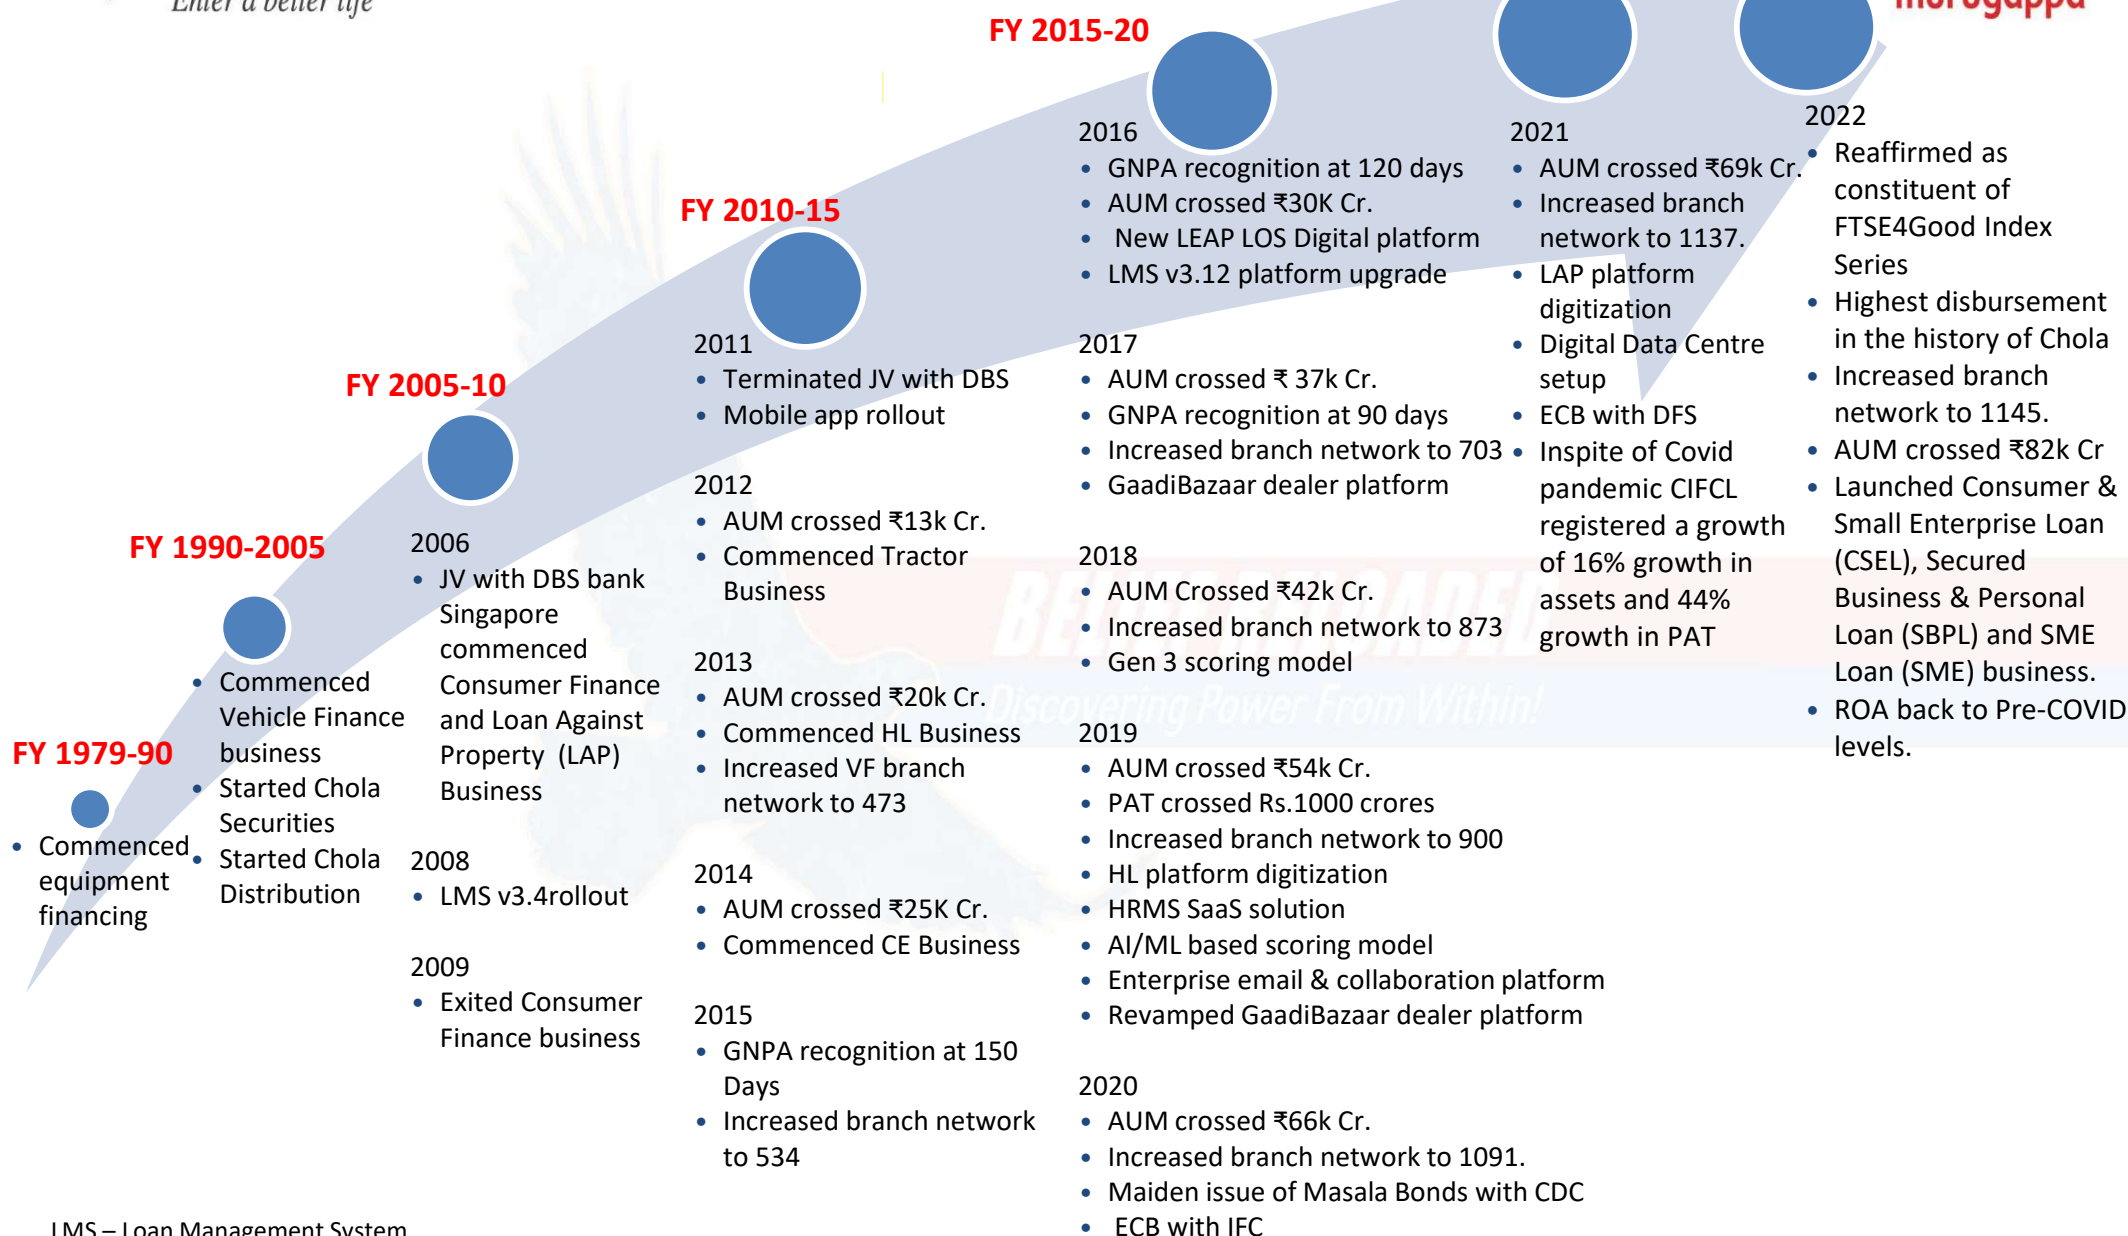 Enter a better life
murugappa
FY 1979-90
• Commenced
equipment
financing
FY 1990-2005
• Commenced
Vehicle Finance
business
• Started Chola
Securities
• Started Chola
Distribution
FY 2005-10
2006
• JV with DBS bank
Singapore
commenced
Consumer Finance
and Loan Against
Property (LAP)
Business
2008
• LMS v3.4rollout
2009
• Exited Consumer
Finance business
FY 2010-15
2011
• Terminated JV with DBS
• Mobile app rollout
2012
• AUM crossed ₹13k Cr.
• Commenced Tractor
Business
2013
• AUM crossed ₹20k Cr.
• Commenced HL Business
• Increased VF branch
network to 473
2014
• AUM crossed ₹25K Cr.
• Commenced CE Business
2015
• GNPA recognition at 150
Days
• Increased branch network
to 534
FY 2015-20
2016
• GNPA recognition at 120 days
• AUM crossed ₹30K Cr.
• New LEAP LOS Digital platform
• LMS v3.12 platform upgrade
2017
• AUM crossed ₹ 37k Cr.
• GNPA recognition at 90 days
• Increased branch network to 703
• GaadiBazaar dealer platform
2018
• AUM Crossed ₹42k Cr.
• Increased branch network to 873
• Gen 3 scoring model
2019
• AUM crossed ₹54k Cr.
• PAT crossed Rs.1000 crores
• Increased branch network to 900
• HL platform digitization
• HRMS SaaS solution
• AI/ML based scoring model
• Enterprise email & collaboration platform
• Revamped GaadiBazaar dealer platform
2020
• AUM crossed ₹66k Cr.
• Increased branch network to 1091.
• Maiden issue of Masala Bonds with CDC
• ECB with IFC
2021
• AUM crossed ₹69k Cr.
• Increased branch
network to 1137.
• LAP platform
digitization
• Digital Data Centre
setup
• ECB with DFS
• Inspite of Covid
pandemic CIFCL
registered a growth
of 16% growth in
assets and 44%
growth in PAT
2022
• Reaffirmed as
constituent of
FTSE4Good Index
Series
• Highest disbursement
in the history of Chola
• Increased branch
network to 1145.
• AUM crossed ₹82k Cr
• Launched Consumer &
Small Enterprise Loan
(CSEL), Secured
Business & Personal
Loan (SBPL) and SME
Loan (SME) business.
• ROA back to Pre-COVID
levels.
BELIEF RELOADED
Discovering Power From Within!
LMS – Loan Management System